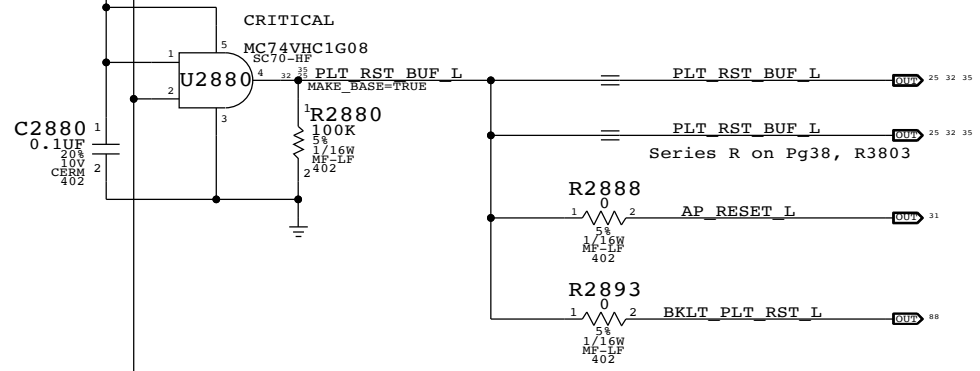 CRITICAL
5
MC74VHC1G08
SC70-HF
1
U2880
4
32
35
25
PLT_RST_BUF_L
MAKE_BASE=TRUE
2
3
PLT_RST_BUF_L
OUT
25 32 35
1
R2880
100K
5%
1/16W
MF-LF
402
2
C2880
1
0.1UF
20%
10V
CERM
402
2
PLT_RST_BUF_L
OUT
25 32 35
Series R on Pg38, R3803
R2888
0
1
2
AP_RESET_L
OUT
31
5%
1/16W
MF-LF
402
R2893
0
1
2
BKLT_PLT_RST_L
OUT
88
5%
1/16W
MF-LF
402